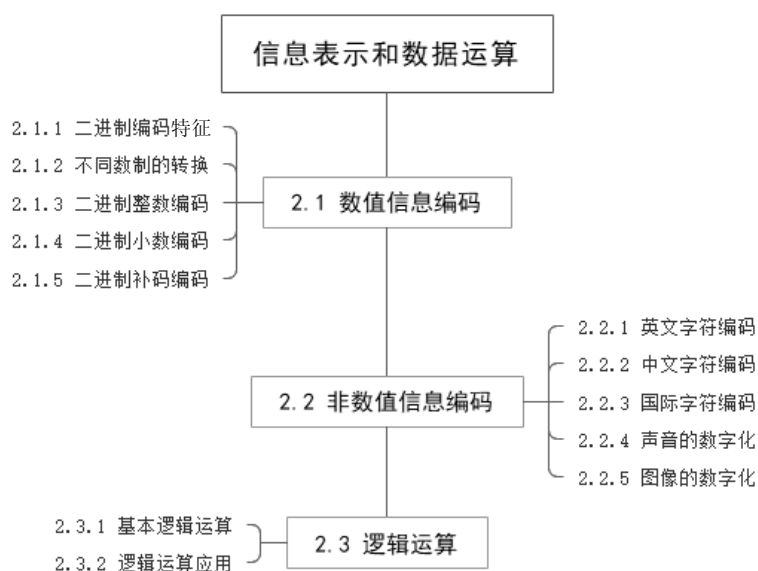 信息表示和数据运算
2.1.1 二进制编码特征
2.1.2 不同数制的转换
2.1.3 二进制整数编码
2.1.4 二进制小数编码
2.1.5 二进制补码编码
2.1 数值信息编码
2.2 非数值信息编码
2.2.1 英文字符编码
2.2.2 中文字符编码
2.2.3 国际字符编码
2.2.4 声音的数字化
2.2.5 图像的数字化
2.3.1 基本逻辑运算
2.3.2 逻辑运算应用
2.3 逻辑运算